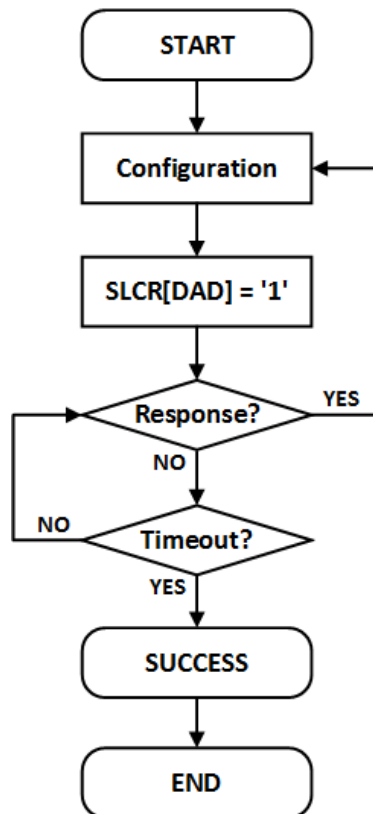 START
Configuration
SLCR[DAD] = '1'
Response?
YES
NO
NO
Timeout?
YES
SUCCESS
END